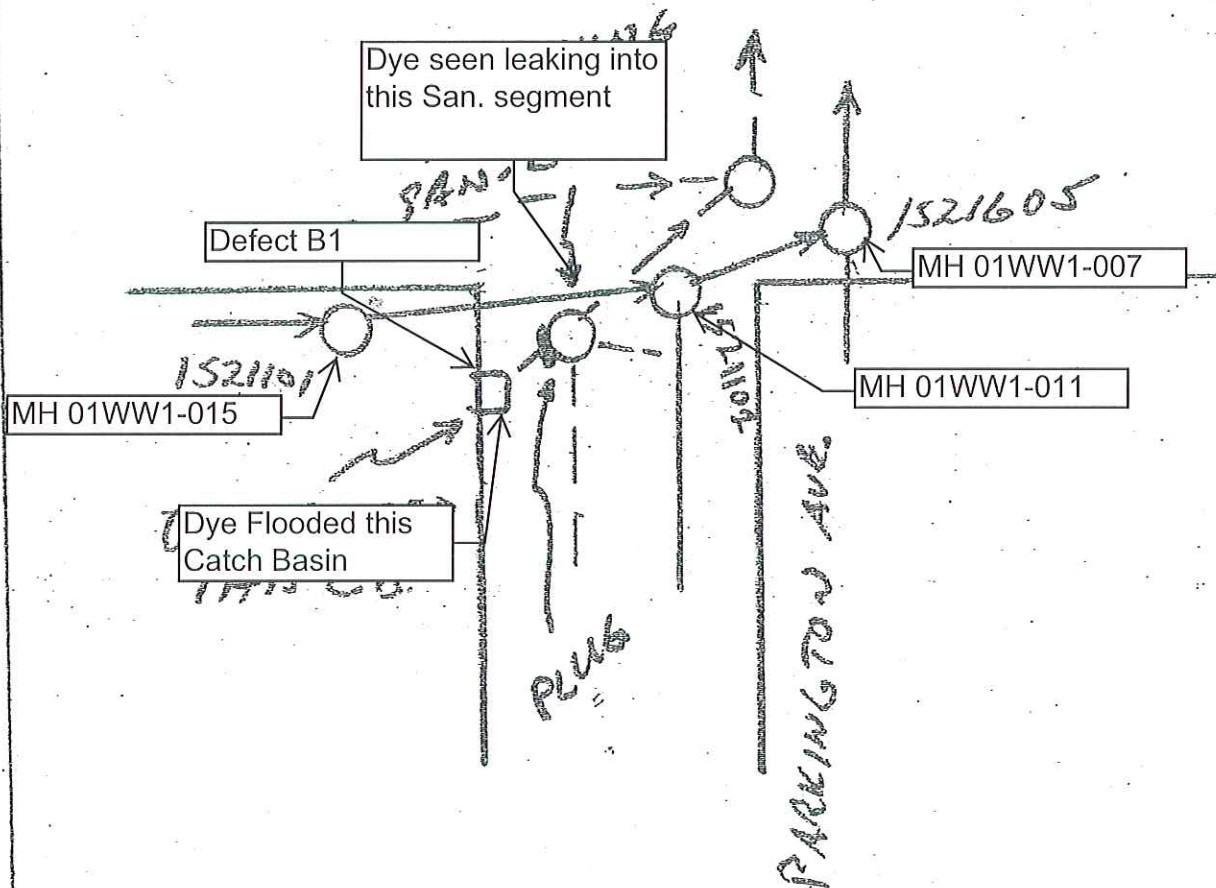 Dye seen leaking into
this San. segment
Defect B1
1521605
MH 01WW1-007
1521101
MH 01WW1-015
MH 01WW1-011
Dye Flooded this
Catch Basin
PLUG
PARKINGTON AVE.